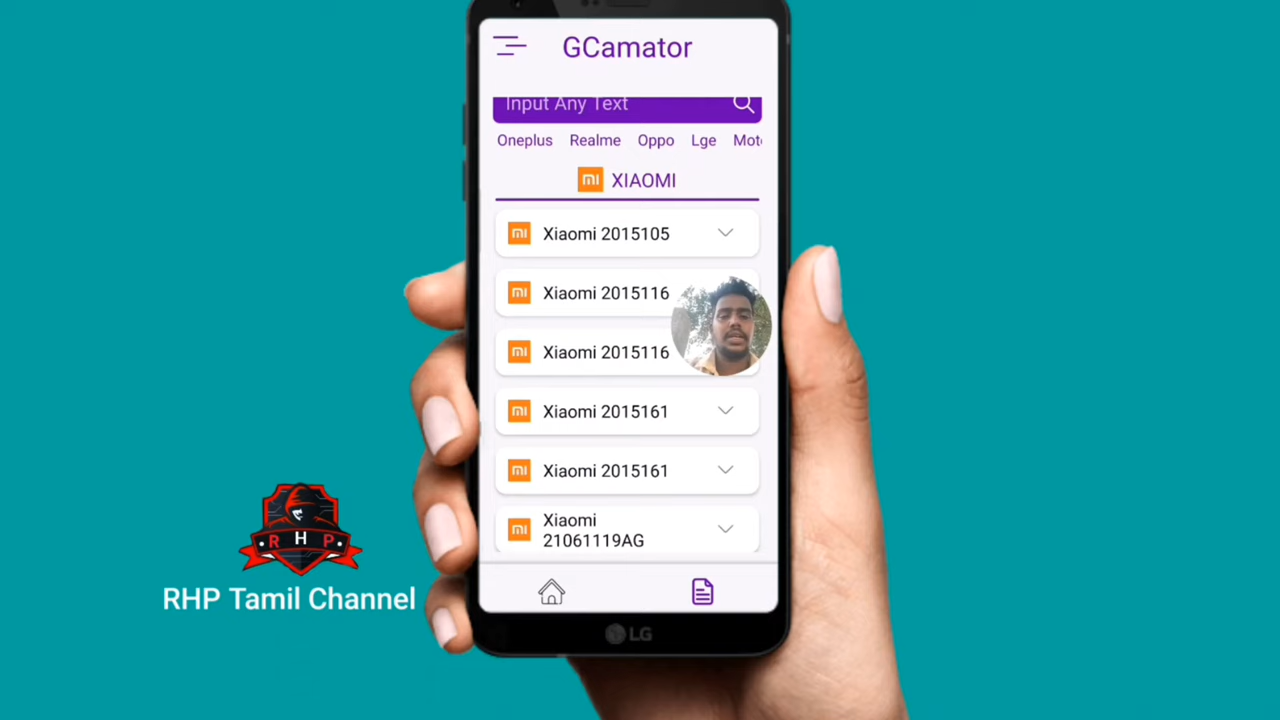 GCamator
Input Any Text
Oneplus Realme Oppo Lge Moto
XIAOMI
Xiaomi 2015105
Xiaomi 2015116
Xiaomi 2015116
Xiaomi 2015161
Xiaomi 2015161
Xiaomi
21061119AG
LG
R H P
RHP Tamil Channel